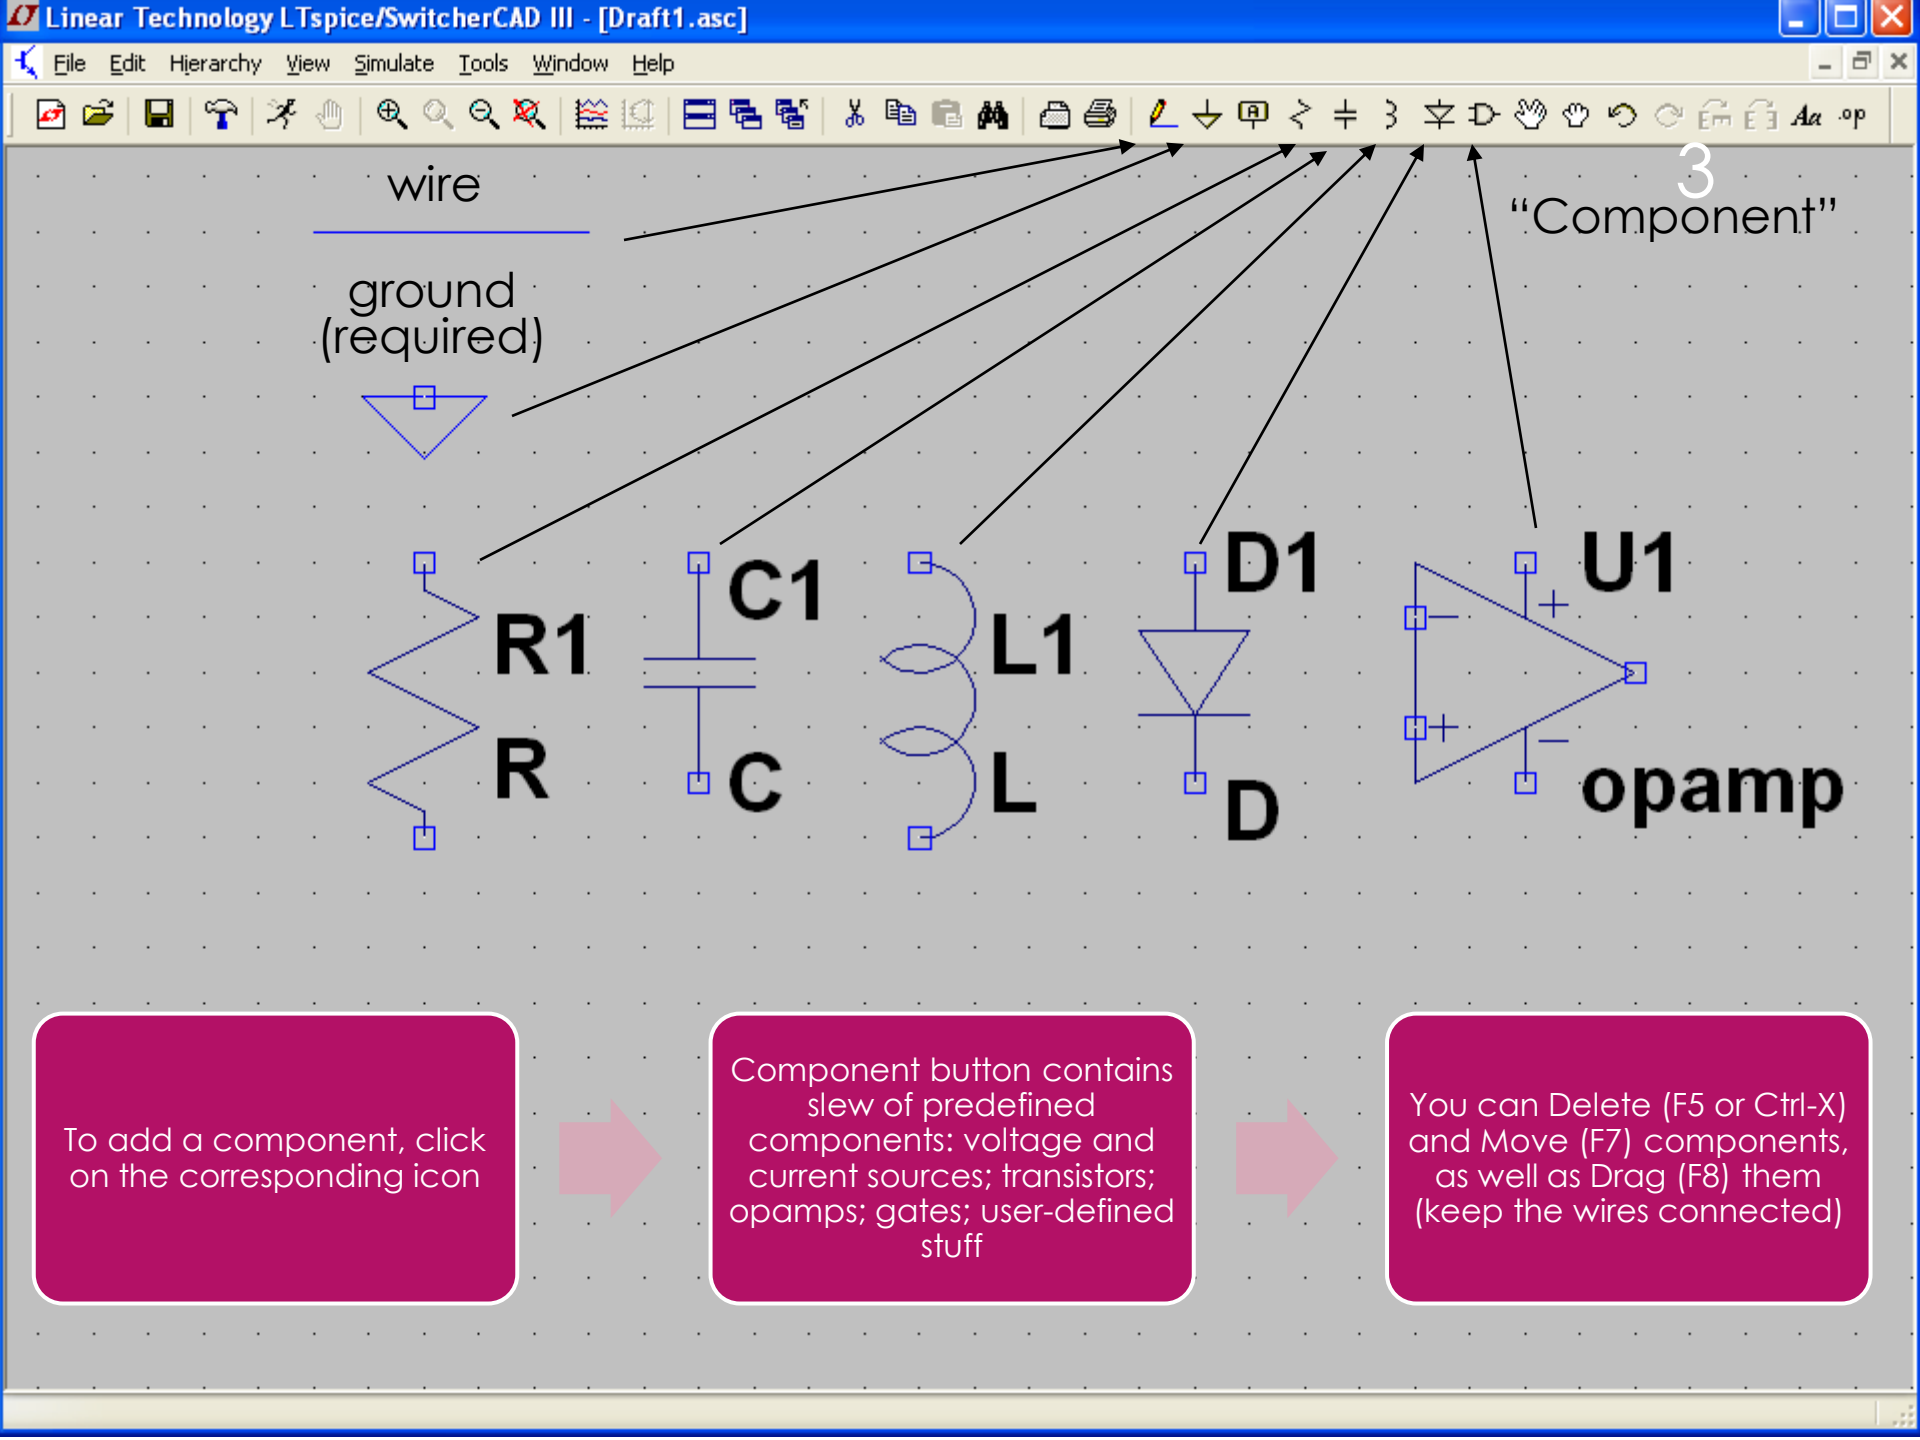 Linear Technology LTspice/SwitcherCAD III - [Draft1.asc]
File Edit Hierarchy View Simulate Tools Window Help
A Aa .op
3
wire
“Component”
ground
(required)
D1
U1
C1
R1
L1
R
C
L
D
opamp
To add a component, click
on the corresponding icon
Component button contains
slew of predefined
components: voltage and
current sources; transistors;
opamps; gates; user-defined
stuff
You can Delete (F5 or Ctrl-X)
and Move (F7) components,
as well as Drag (F8) them
(keep the wires connected)